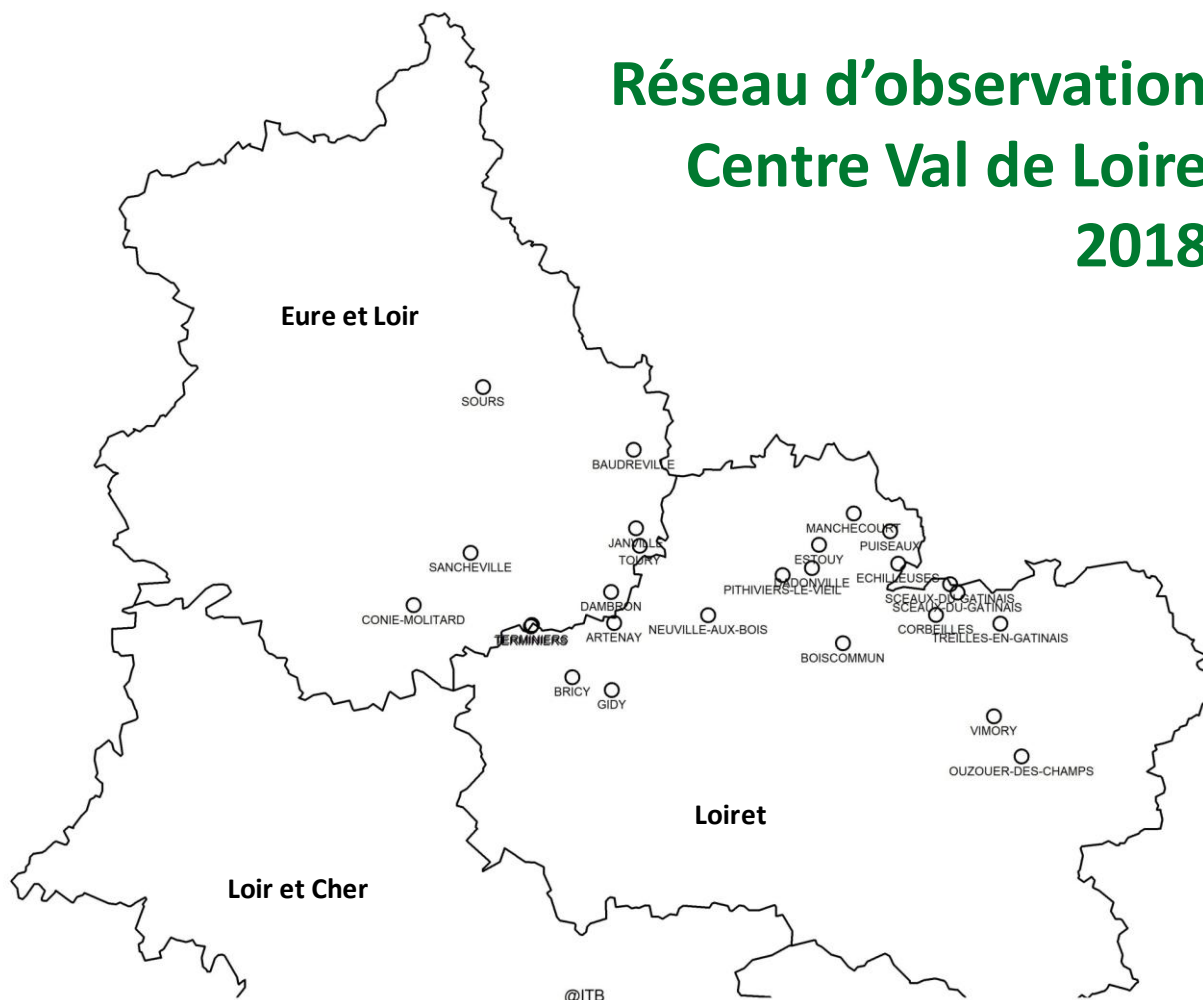 Réseau d’observation
Centre Val de Loire
2018
Eure et Loir
SOURS
BAUDREVILLE
MANCHECOURT
JANVILLE
PUISEAUX
TOURY
ESTOUY
SANCHEVILLE
ECHILLEUSES
DADONVILLE
PITHIVIERS-LE-VIEIL
SCEAUX-DU-GATINAIS
DAMBRON
SCEAUX-DU-GATINAIS
CONIE-MOLITARD
CORBEILLES
NEUVILLE-AUX-BOIS
ARTENAY
TREILLES-EN-GATINAIS
TERMINIERS
TERMINIERS
BOISCOMMUN
BRICY
GIDY
VIMORY
OUZOUER-DES-CHAMPS
Loiret
Loir et Cher
@ITB